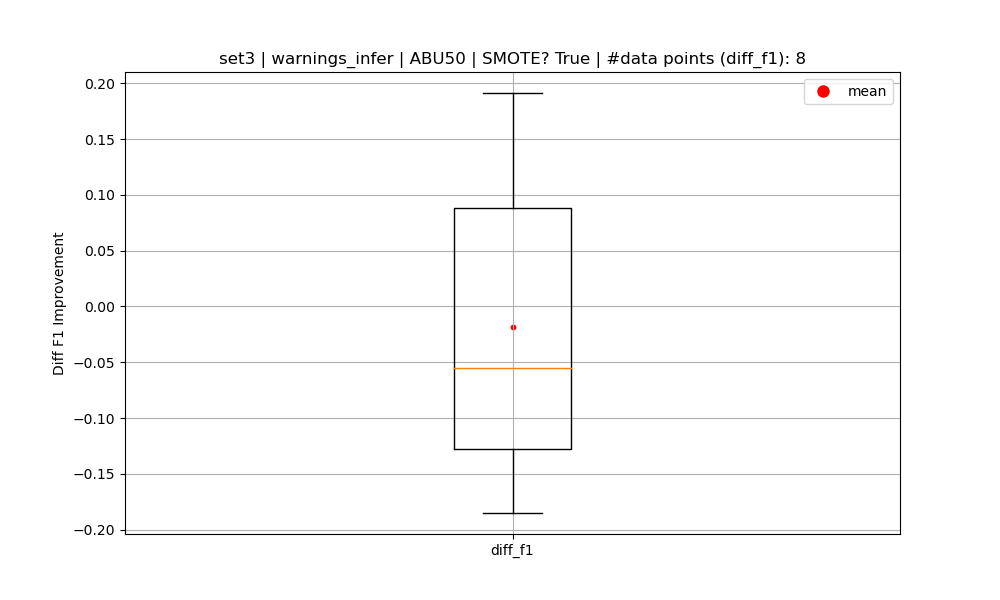 set3 | warnings_infer | ABU50 | SMOTE? True | #data points (diff_f1): 8
mean
Diff F1 Improvement
0.20
0.15
0.10
0.05
0.00
−0.05
−0.10
−0.15
−0.20
diff_f1